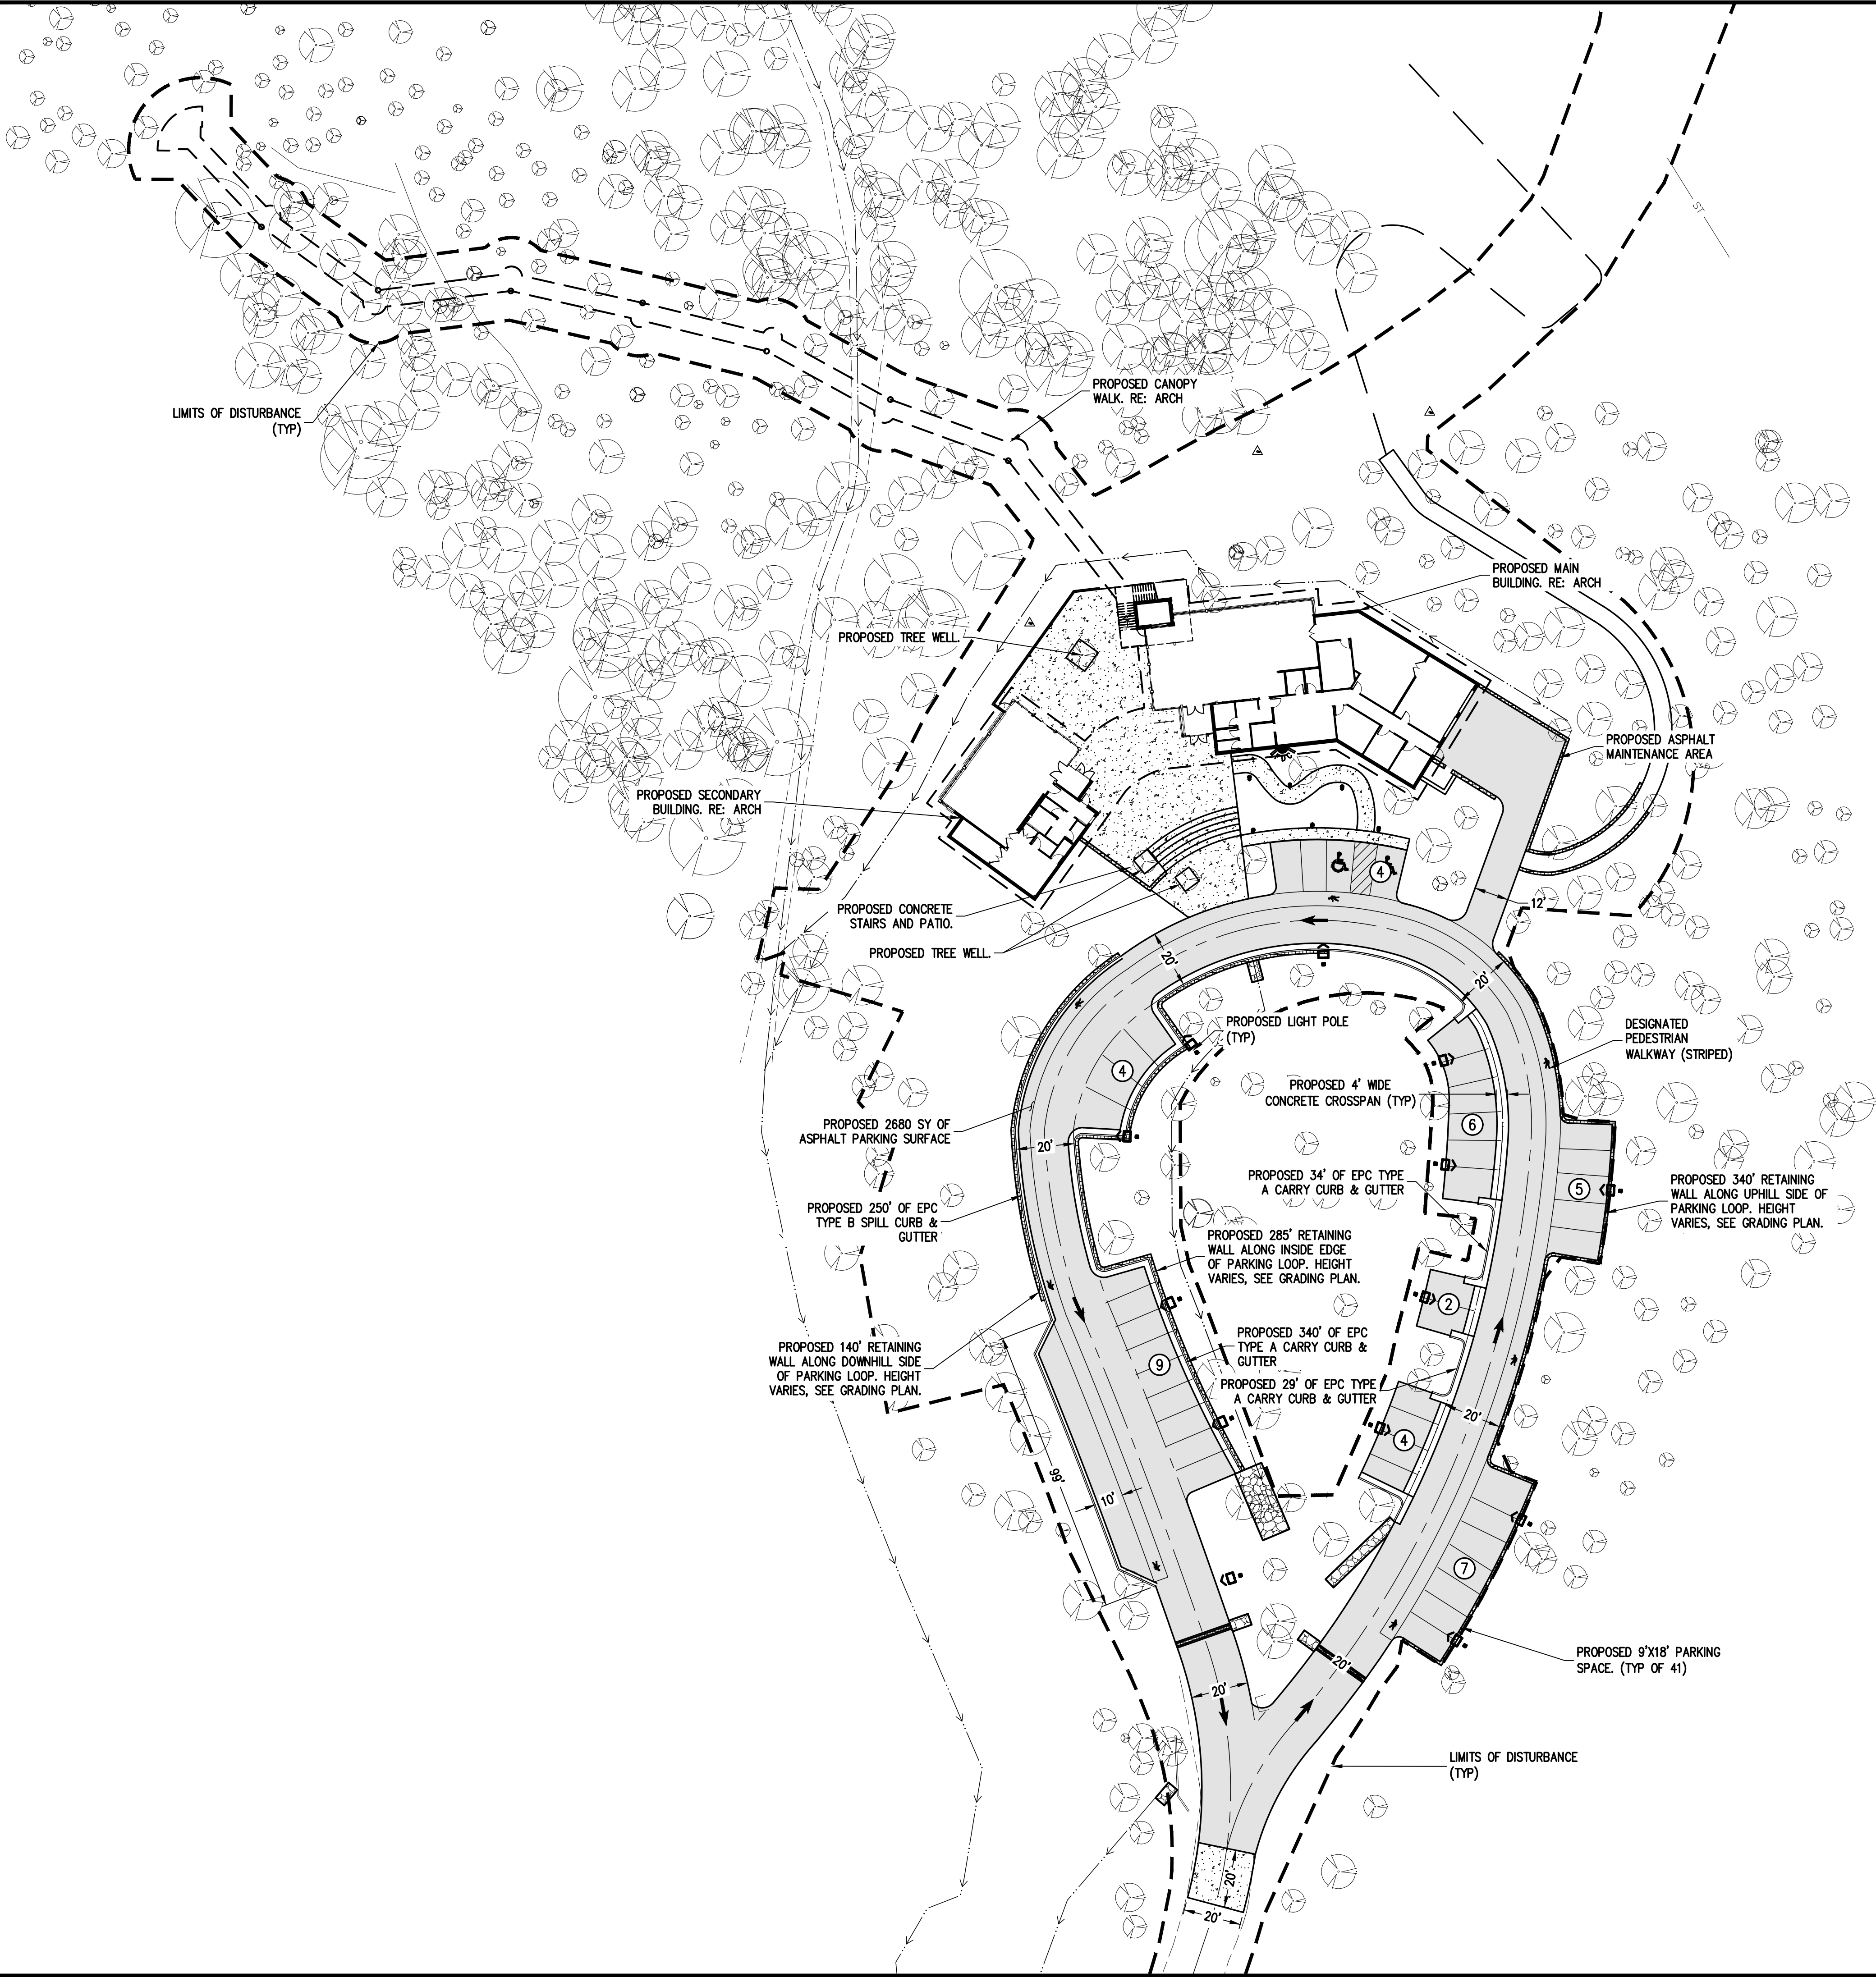 ST
PROPOSED CANOPY
WALK. RE: ARCH
LIMITS OF DISTURBANCE
(TYP)
PROPOSED MAIN
BUILDING. RE: ARCH
PROPOSED TREE WELL.
PROPOSED ASPHALT
MAINTENANCE AREA
PROPOSED SECONDARY
BUILDING. RE: ARCH
4
12'
PROPOSED CONCRETE
STAIRS AND PATIO.
PROPOSED TREE WELL.
20'
20'
PROPOSED LIGHT POLE
(TYP)
DESIGNATED
PEDESTRIAN
WALKWAY (STRIPED)
4
PROPOSED 4' WIDE
CONCRETE CROSSPAN (TYP)
PROPOSED 2680 SY OF
ASPHALT PARKING SURFACE
6
20'
PROPOSED 34' OF EPC TYPE
A CARRY CURB & GUTTER
5
PROPOSED 340' RETAINING
WALL ALONG UPHILL SIDE OF
PARKING LOOP. HEIGHT
VARIES, SEE GRADING PLAN.
PROPOSED 250' OF EPC
TYPE B SPILL CURB &
GUTTER
PROPOSED 285' RETAINING
WALL ALONG INSIDE EDGE
OF PARKING LOOP. HEIGHT
VARIES, SEE GRADING PLAN.
2
PROPOSED 140' RETAINING
WALL ALONG DOWNHILL SIDE
OF PARKING LOOP. HEIGHT
VARIES, SEE GRADING PLAN.
PROPOSED 340' OF EPC
TYPE A CARRY CURB &
GUTTER
9
PROPOSED 29' OF EPC TYPE
A CARRY CURB & GUTTER
20'
4
99'
10'
7
PROPOSED 9'X18' PARKING
SPACE. (TYP OF 41)
20'
20'
LIMITS OF DISTURBANCE
(TYP)
20'
20'